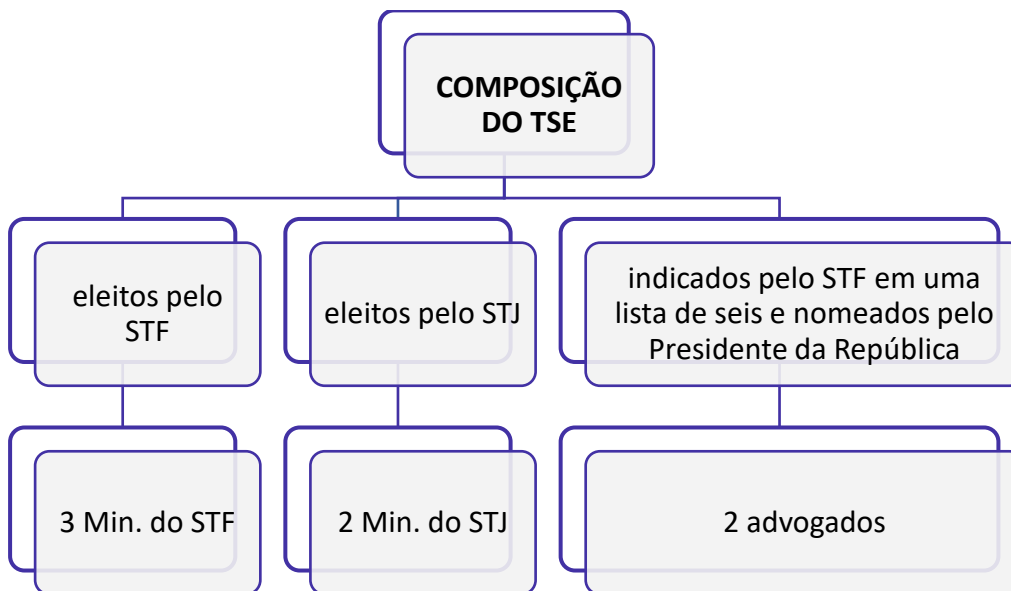 COMPOSIÇÃO
DO TSE
eleitos pelo
STF
eleitos pelo STJ
indicados pelo STF em uma
lista de seis e nomeados pelo
Presidente da República
3 Min. do STF
2 Min. do STJ
2 advogados